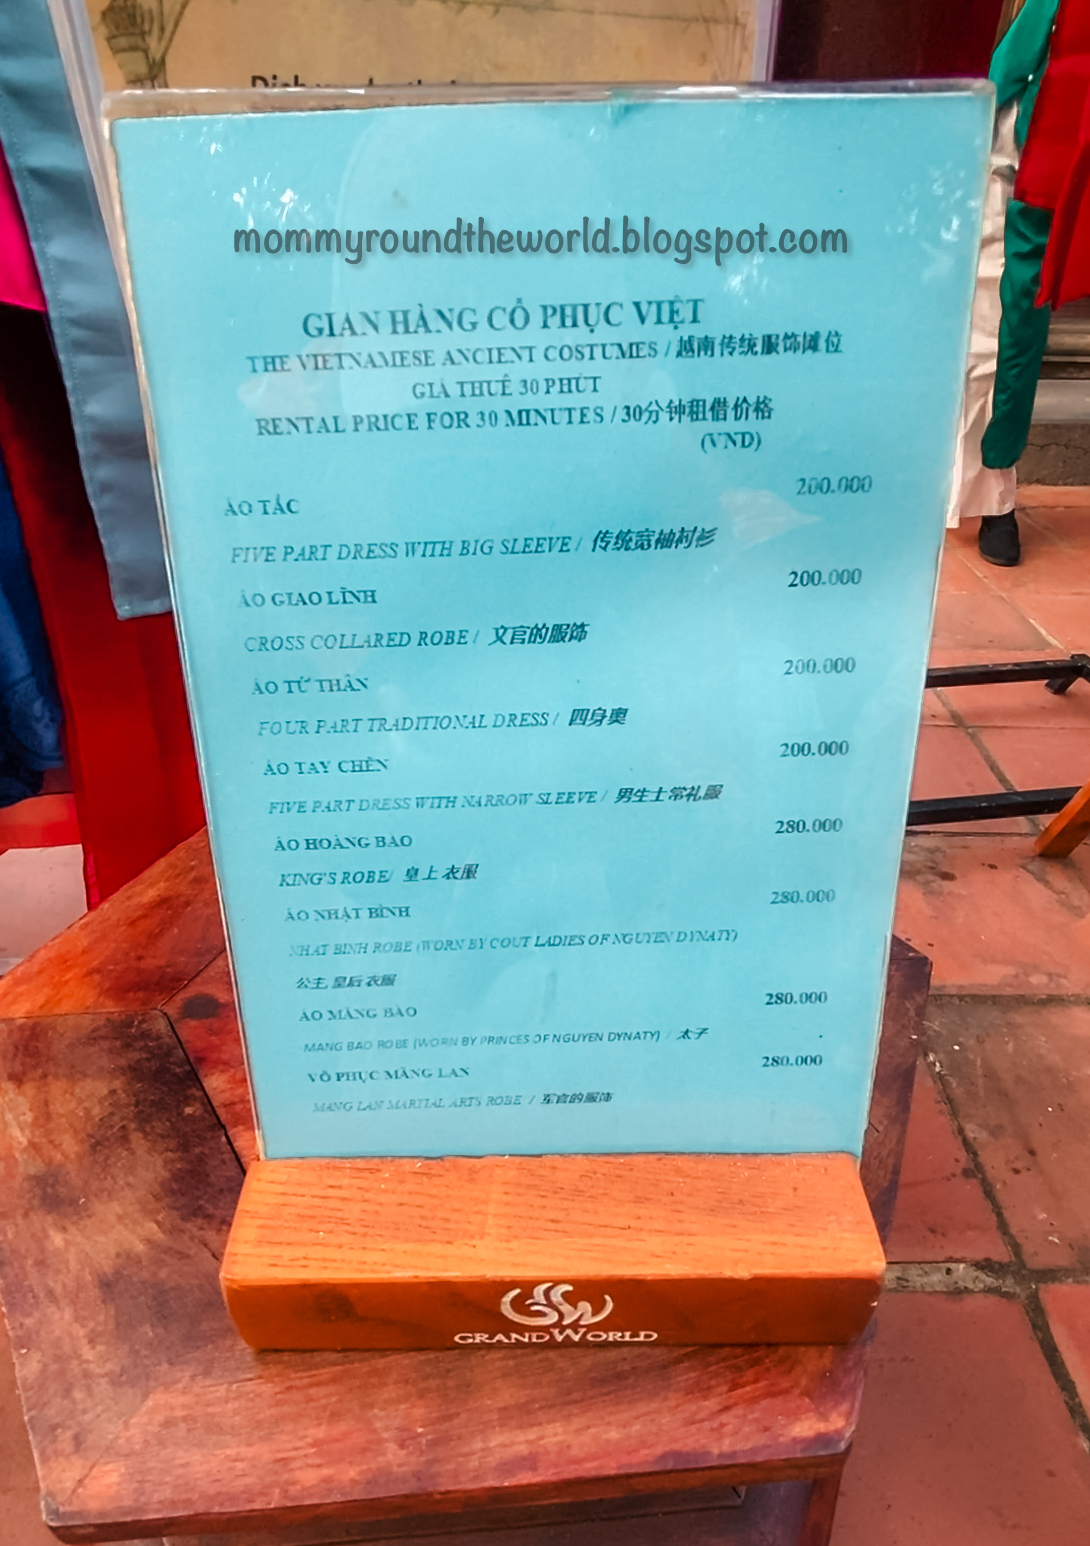 mommyroundtheworld.blogspot.com
GIAN HÀNG CỔ PHỤC VIỆT
THE VIETNAMESE ANCIENT COSTUMES / 越南传统服饰摊位
GIÁ THUÊ 30 PHÚT
RENTAL PRICE FOR 30 MINUTES / 30分钟租借价格
(VND)
ÁO TẤC 200.000
FIVE PART DRESS WITH BIG SLEEVE / 传统宽袖衬衫
ÁO GIAO LĨNH 200.000
CROSS COLLARED ROBE / 文官的服饰
ÁO TỨ THÂN 200.000
FOUR PART TRADITIONAL DRESS / 四身奥
ÁO TAY CHẼN 200.000
FIVE PART DRESS WITH NARROW SLEEVE / 男生士常礼服
ÁO HOÀNG BÀO 280.000
KING'S ROBE/ 皇上 衣服
ÁO NHẬT BÌNH 280.000
NHAT BINH ROBE (WORN BY COUT LADIES OF NGUYEN DYNATY)
公主, 皇后 衣服
ÁO MÃNG BÀO 280.000
MANG BAO ROBE (WORN BY PRINCES OF NGUYEN DYNATY) / 太子
VÕ PHỤC MÃNG LAN 280.000
MANG LAN MARTIAL ARTS ROBE / 军官的服饰
GRANDWORLD